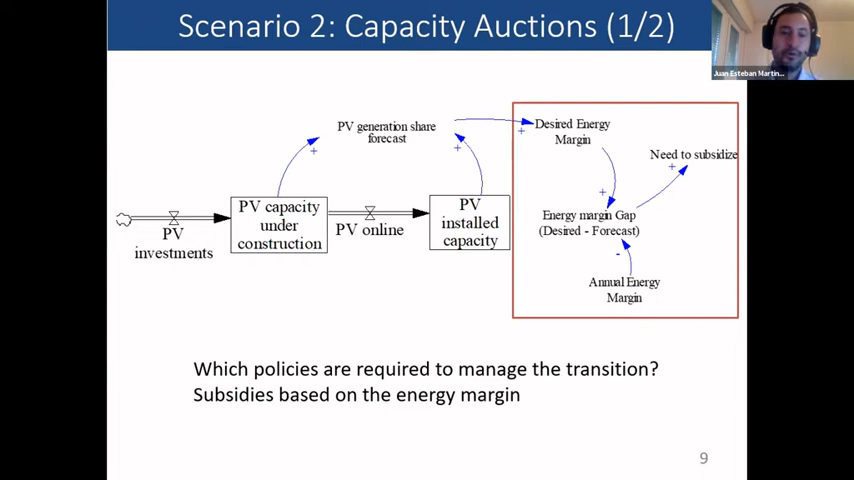 Scenario 2: Capacity Auctions (1/2)
Juan Esteban Martin...
PV generation share
forecast
+
+
+
Desired Energy
Margin
Need to subsidize
+
+
Energy margin Gap
(Desired - Forecast)
-
Annual Energy
Margin
PV
investments
PV capacity
under
construction
PV online
PV
installed
capacity
Which policies are required to manage the transition?
Subsidies based on the energy margin
9